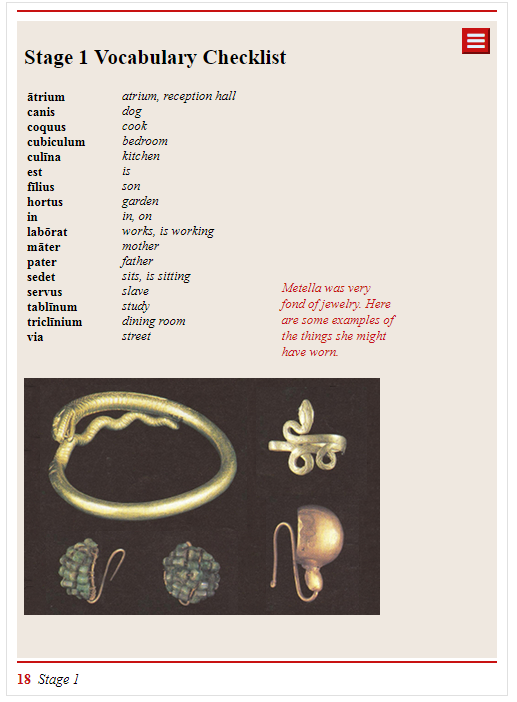 Stage 1 Vocabulary Checklist
ātrium atrium, reception hall
canis dog
coquus cook
cubiculum bedroom
culīna kitchen
est is
fīlius son
hortus garden
in in, on
labōrat works, is working
māter mother
pater father
sedet sits, is sitting
servus slave
tablīnum study
triclīnium dining room
via street
Metella was very
fond of jewelry. Here
are some examples of
the things she might
have worn.
18 Stage 1